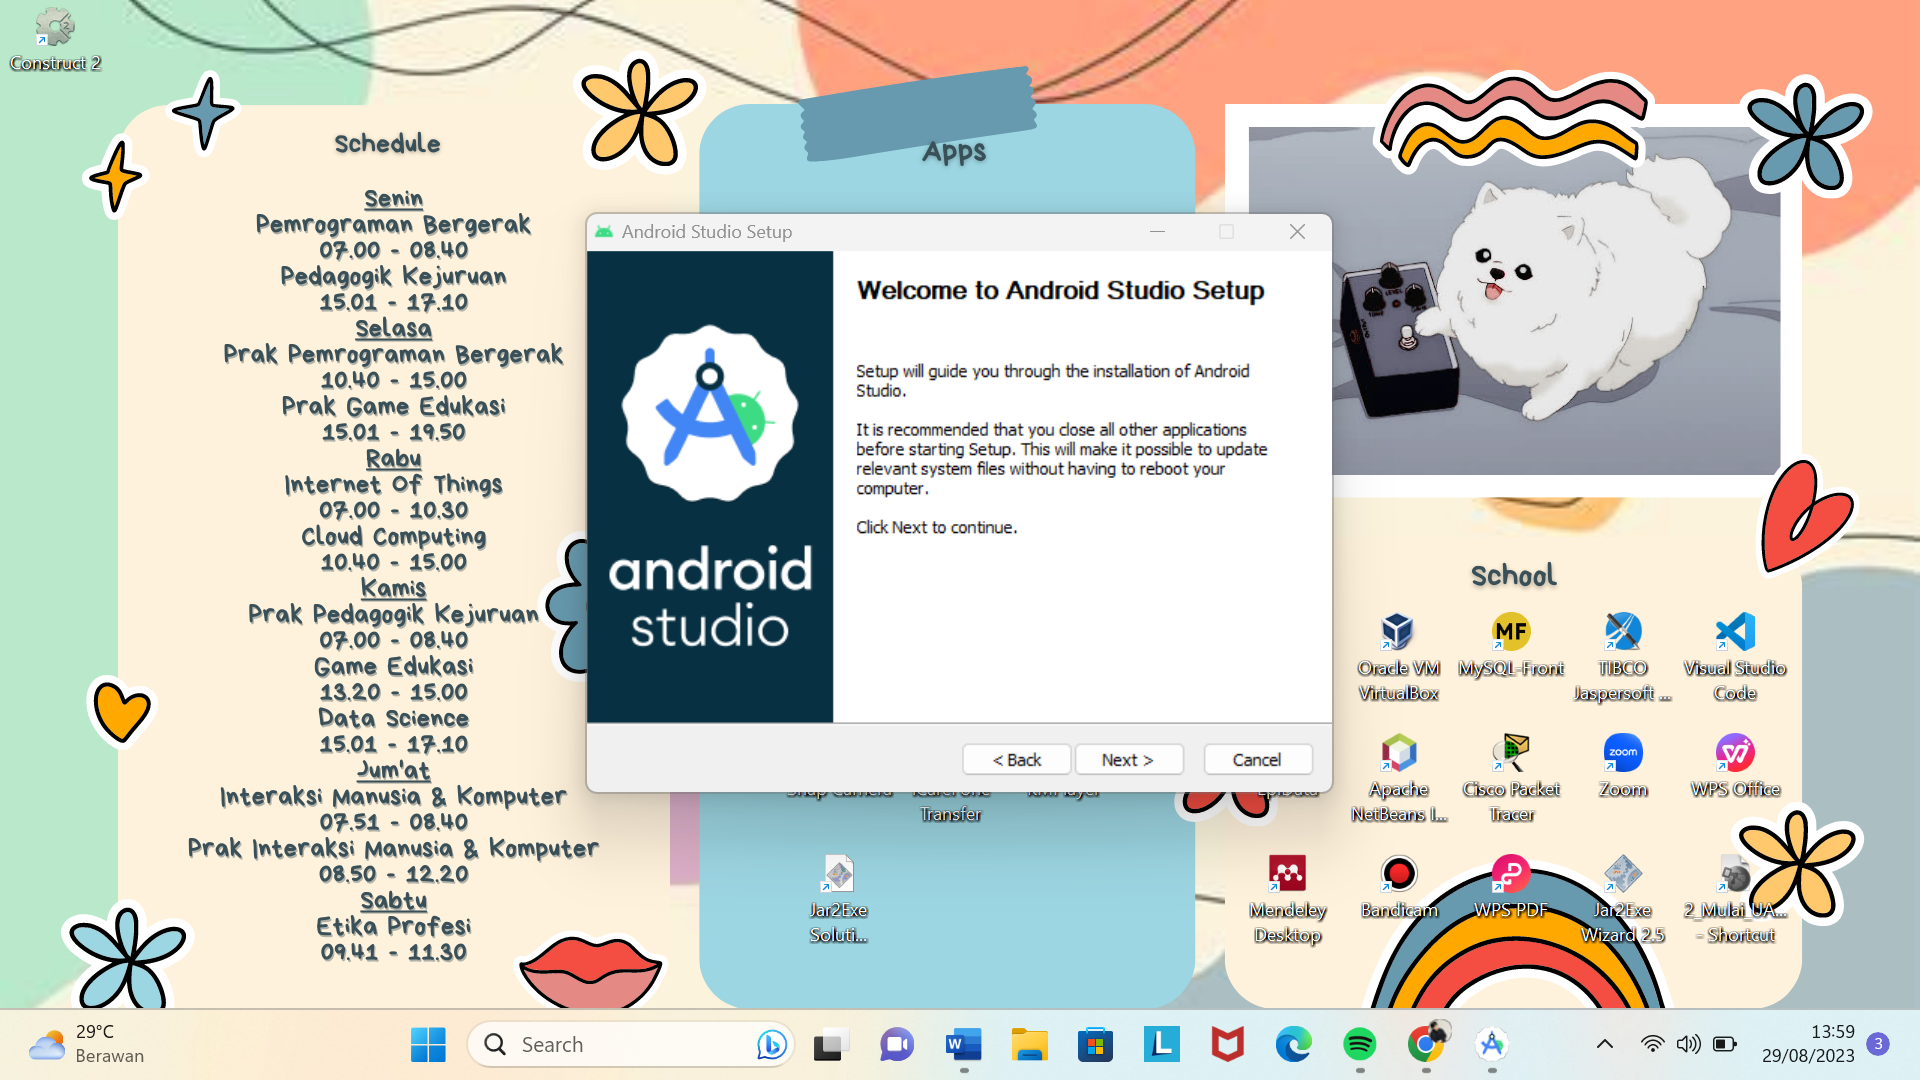 Construct 2
Schedule
Senin
Pemrograman Bergerak
07.00 - 08.40
Pedagogik Kejuruan
15.01 - 17.10
Selasa
Prak Pemrograman Bergerak
10.40 - 15.00
Prak Game Edukasi
15.01 - 19.50
Rabu
Internet Of Things
07.00 - 10.30
Cloud Computing
10.40 - 15.00
Kamis
Prak Pedagogik Kejuruan
07.00 - 08.40
Game Edukasi
13.20 - 15.00
Data Science
15.01 - 17.10
Jum'at
Interaksi Manusia & Komputer
07.51 - 08.40
Prak Interaksi Manusia & Komputer
08.50 - 12.20
Sabtu
Etika Profesi
09.41 - 11.30
Apps
Android Studio Setup
Welcome to Android Studio Setup
Setup will guide you through the installation of Android
Studio.
It is recommended that you close all other applications
before starting Setup. This will make it possible to update
relevant system files without having to reboot your
computer.
Click Next to continue.
android
studio
< Back
Next >
Cancel
Transfer
Jar2Exe
Soluti...
LEVEL
School
Oracle VM
VirtualBox
MF
MySQL-Front
TIBCO
Jaspersoft ...
Visual Studio
Code
Apache
NetBeans I...
Cisco Packet
Tracer
zoom
Zoom
WPS Office
Mendeley
Desktop
Bandicam
WPS PDF
Jar2Exe
Wizard 2.5
2_Mulai_UA...
- Shortcut
29°C
Berawan
Search
W
L
13:59
29/08/2023
3